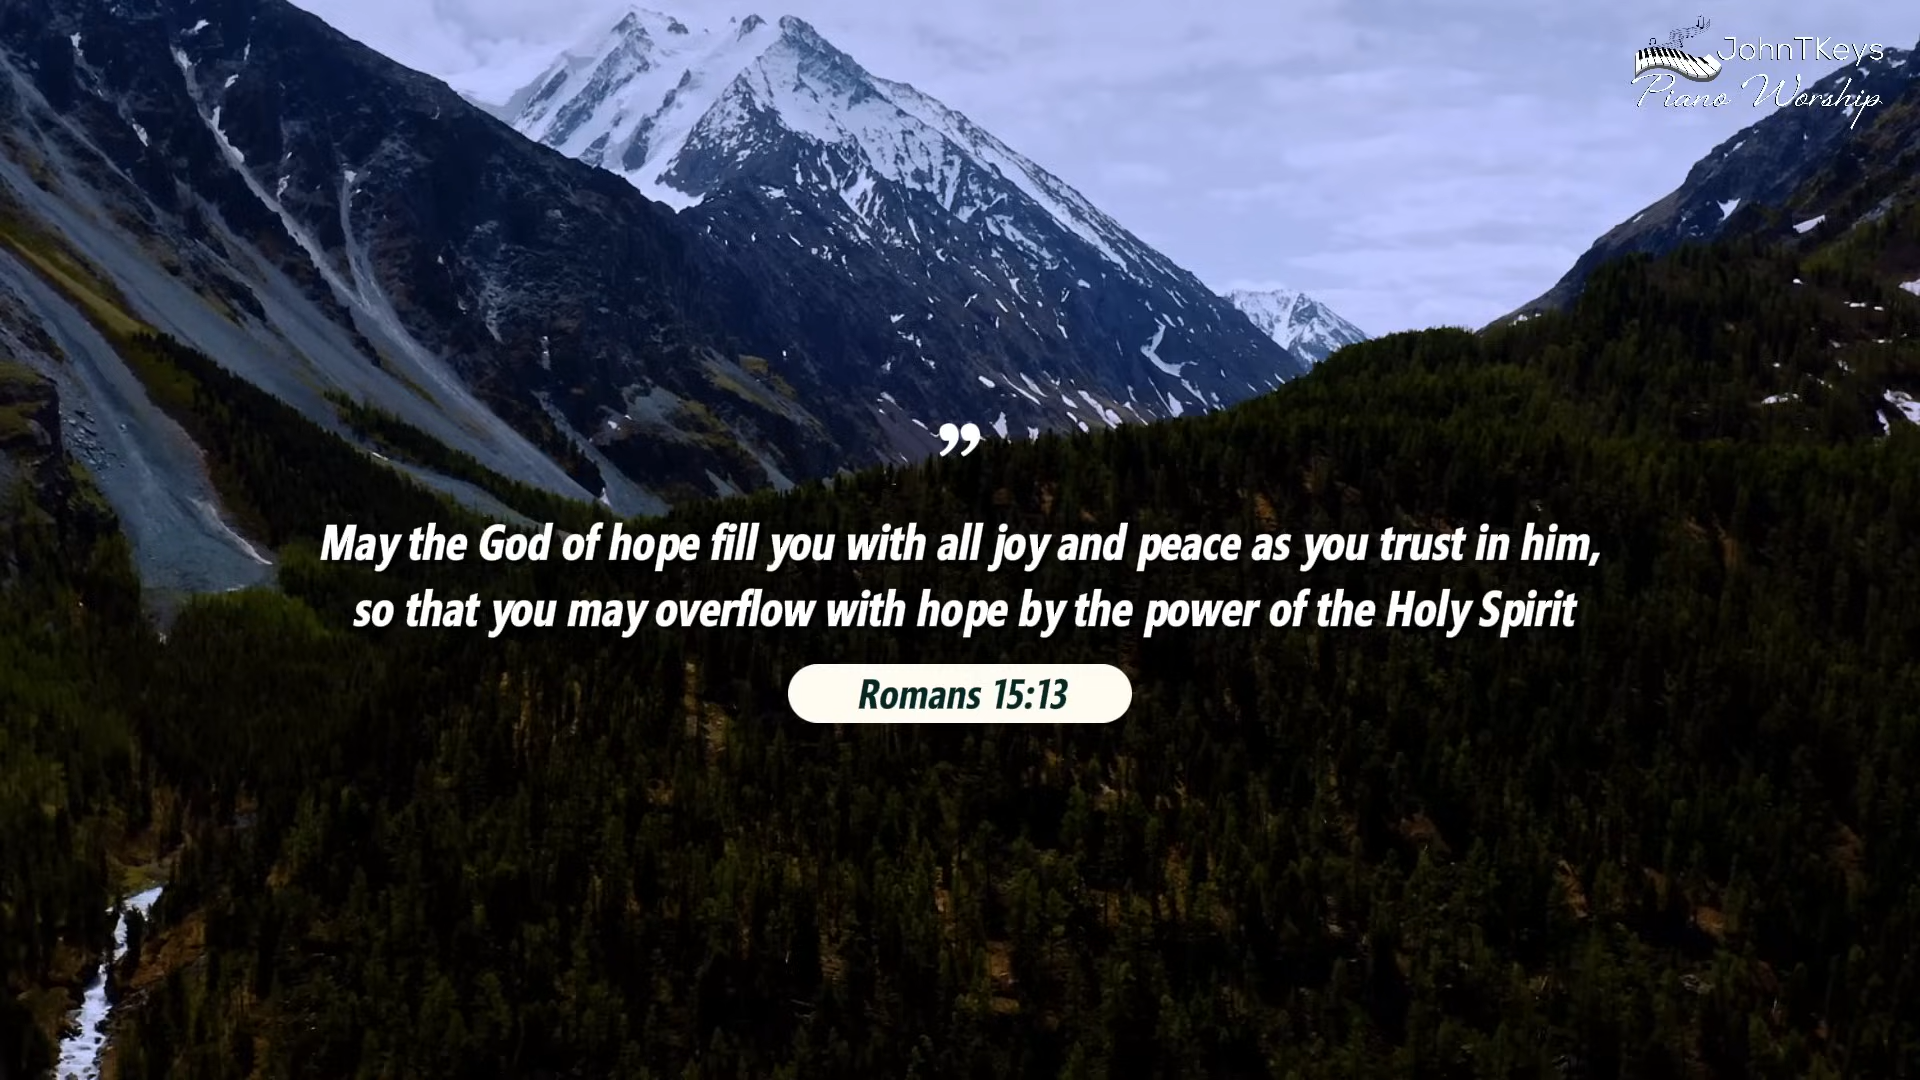 JohnTKeys
Piano Worship
”
May the God of hope fill you with all joy and peace as you trust in him,
so that you may overflow with hope by the power of the Holy Spirit
Romans 15:13